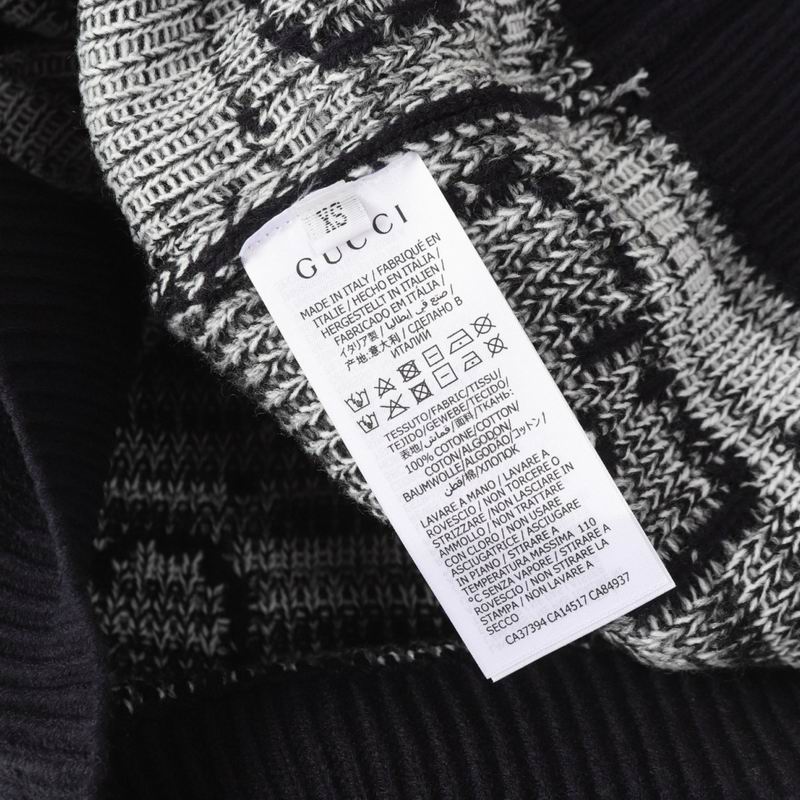 XS
GUCCI
MADE IN ITALY / FABRIQUÉ EN
ITALIE / HECHO EN ITALIA /
HERGESTELLT IN ITALIEN /
FABRICADO EM ITÁLIA /
صنع في ايطاليا /
イタリア製 /
产地:意大利 / СДЕЛАНО В
ИТАЛИИ
TESSUTO/FABRIC/TISSU/
TEJIDO/GEWEBE/TECIDO/
表地/قماش/面料/ТКАНЬ:
100% COTONE/COTTON/
COTON/ALGODON/
BAUMWOLLE/ALGODÃO/コットン/
قطن/棉/ХЛОПОК
LAVARE A MANO / LAVARE A
ROVESCIO / NON TORCERE O
STRIZZARE / NON LASCIARE IN
AMMOLLO / NON TRATTARE
CON CLORO / NON USARE
ASCIUGATRICE / ASCIUGARE
IN PIANO / STIRARE A
TEMPERATURA MASSIMA 110
°C SENZA VAPORE / STIRARE A
ROVESCIO / NON STIRARE LA
STAMPA / NON LAVARE A
SECCO
CA37394 CA14517 CA84937